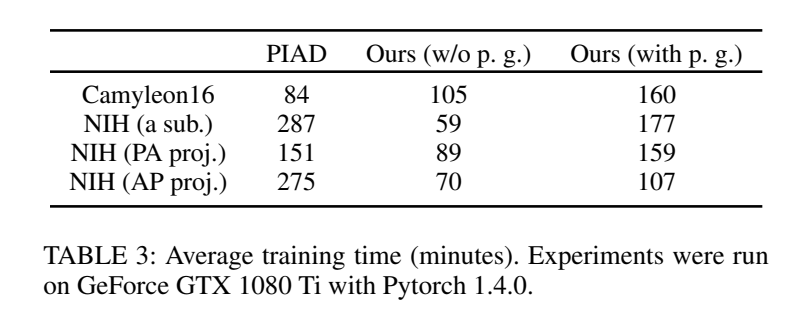 PIAD Ours (w/o p. g.) Ours (with p. g.)
Camyleon16 84 105 160
NIH (a sub.) 287 59 177
NIH (PA proj.) 151 89 159
NIH (AP proj.) 275 70 107
TABLE 3: Average training time (minutes). Experiments were run
on GeForce GTX 1080 Ti with Pytorch 1.4.0.